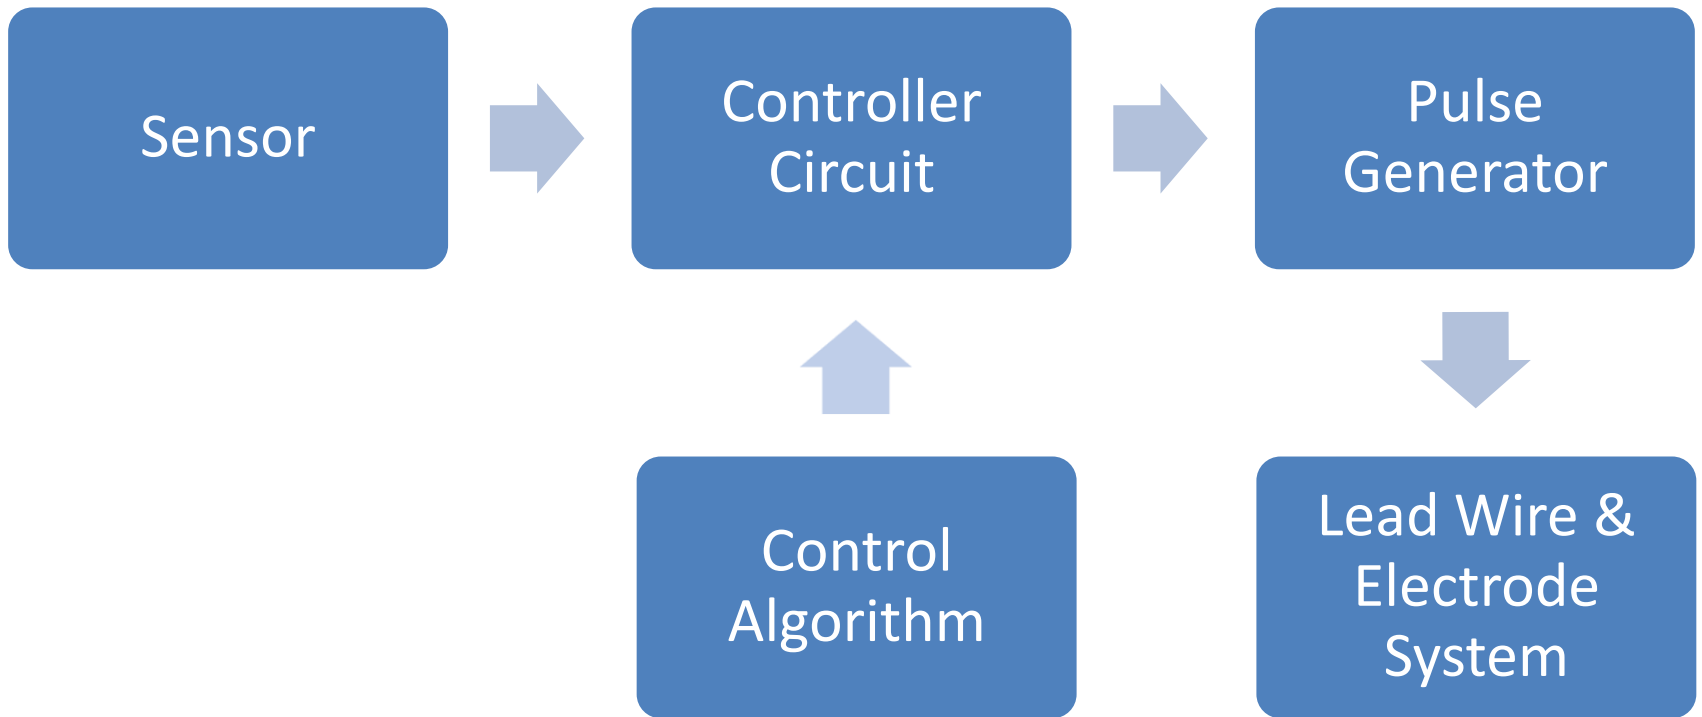 Sensor
Controller
Circuit
Pulse
Generator
Control
Algorithm
Lead Wire &
Electrode
System